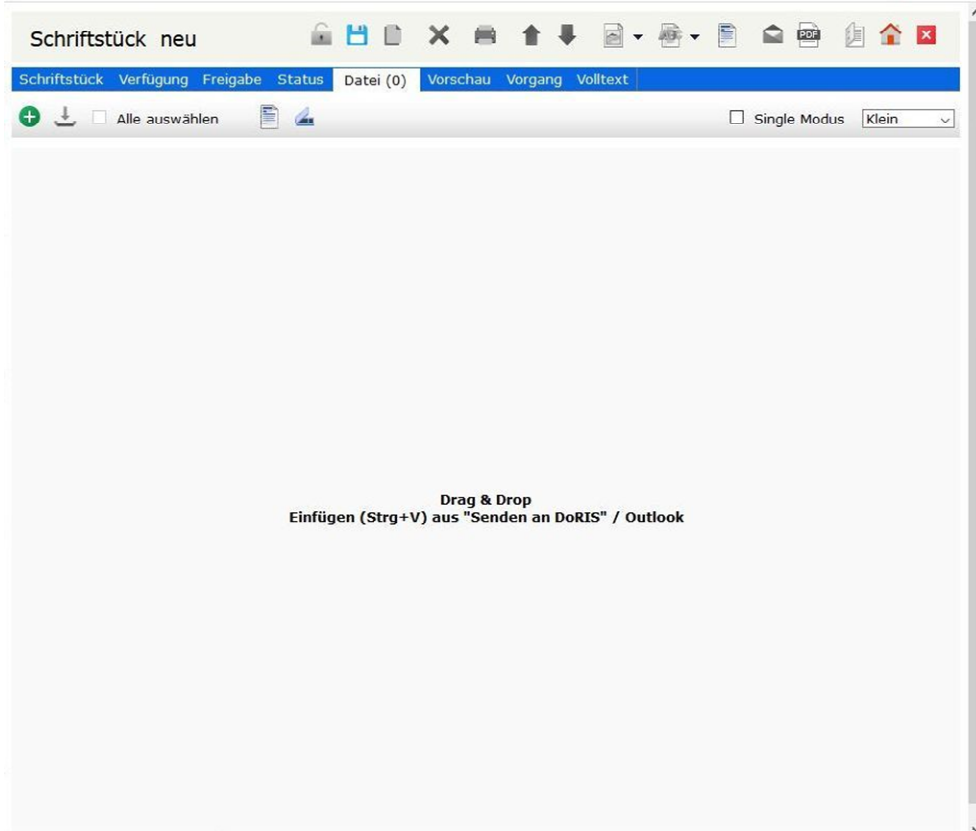 Schriftstück neu
PDF
Schriftstück Verfügung Freigabe Status Datei (0) Vorschau Vorgang Volltext
Alle auswählen Single Modus Klein
Drag & Drop
Einfügen (Strg+V) aus "Senden an DoRIS" / Outlook